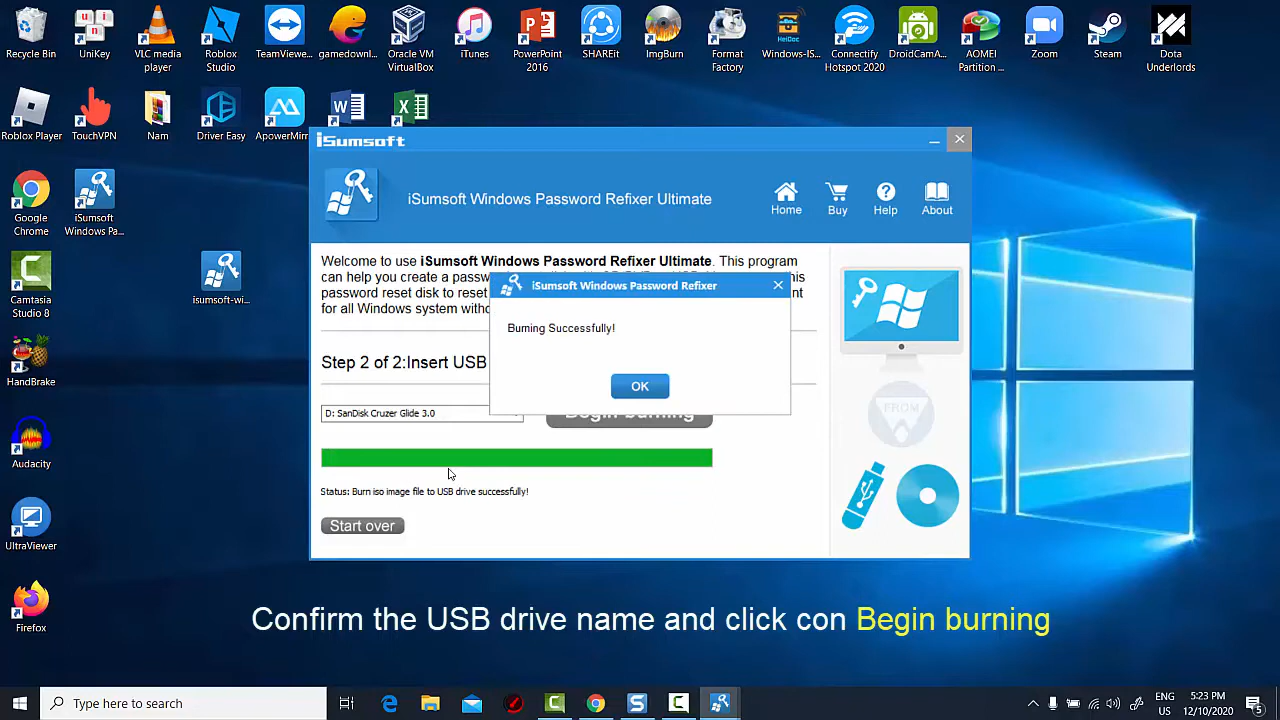 Recycle Bin
UniKey
VLC media
player
Roblox
Studio
TeamViewer...
gamedownl...
Oracle VM
VirtualBox
iTunes
PowerPoint
2016
SHAREit
ImgBurn
Format
Factory
Windows-IS...
Connectify
Hotspot 2020
DroidCamA...
AOMEI
Partition ...
Zoom
Steam
Dota
Underlords
Roblox Player
TouchVPN
Nam
Driver Easy
ApowerMirr
Google
Chrome
iSumsoft
Windows Pa...
Camtasia
Studio 8
isumsoft-wi...
HandBrake
Audacity
UltraViewer
Firefox
iSumsoft
iSumsoft Windows Password Refixer Ultimate
Home
Buy
Help
About
Welcome to use iSumsoft Windows Password Refixer Ultimate. This program
can help you create a passw
his
password reset disk to reset
nt
for all Windows system witho
Step 2 of 2:Insert USB
D: SanDisk Cruzer Glide 3.0
Begin burning
Status: Burn iso image file to USB drive successfully!
Start over
FROM
iSumsoft Windows Password Refixer
Burning Successfully!
OK
Confirm the USB drive name and click con Begin burning
Type here to search
ENG
US
5:23 PM
12/10/2020
5